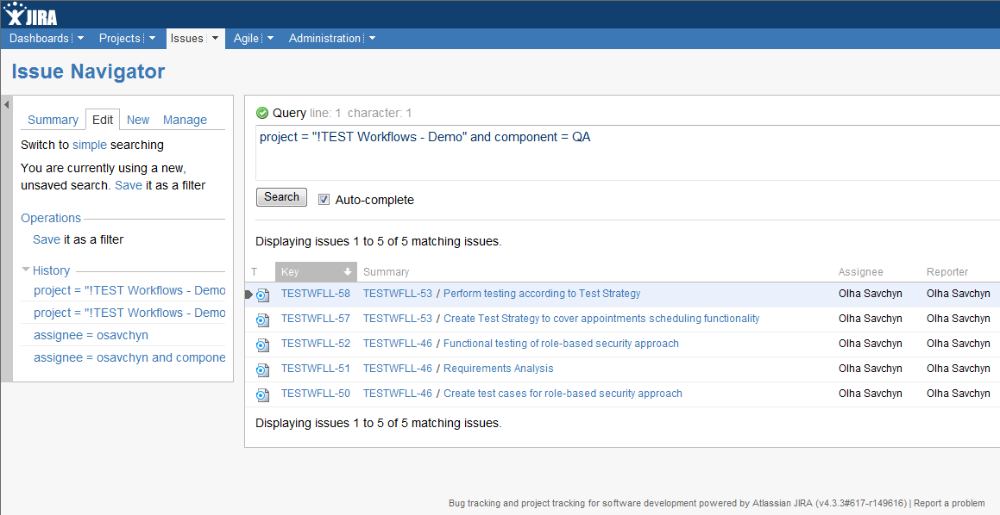 JIRA
Dashboards Projects Issues Agile Administration
Issue Navigator
Summary Edit New Manage
Switch to simple searching
You are currently using a new,
unsaved search. Save it as a filter
Operations
Save it as a filter
History
project = "!TEST Workflows - Demo
project = "!TEST Workflows - Demo
assignee = osavchyn
assignee = osavchyn and compone
Query line: 1 character: 1
project = "!TEST Workflows - Demo" and component = QA
Search Auto-complete
Displaying issues 1 to 5 of 5 matching issues.
T Key Summary Assignee Reporter
TESTWFLL-58 TESTWFLL-53 / Perform testing according to Test Strategy Olha Savchyn Olha Savchyn
TESTWFLL-57 TESTWFLL-53 / Create Test Strategy to cover appointments scheduling functionality Olha Savchyn Olha Savchyn
TESTWFLL-52 TESTWFLL-46 / Functional testing of role-based security approach Olha Savchyn Olha Savchyn
TESTWFLL-51 TESTWFLL-46 / Requirements Analysis Olha Savchyn Olha Savchyn
TESTWFLL-50 TESTWFLL-46 / Create test cases for role-based security approach Olha Savchyn Olha Savchyn
Displaying issues 1 to 5 of 5 matching issues.
Bug tracking and project tracking for software development powered by Atlassian JIRA (v4.3.3#617-r149616) | Report a problem